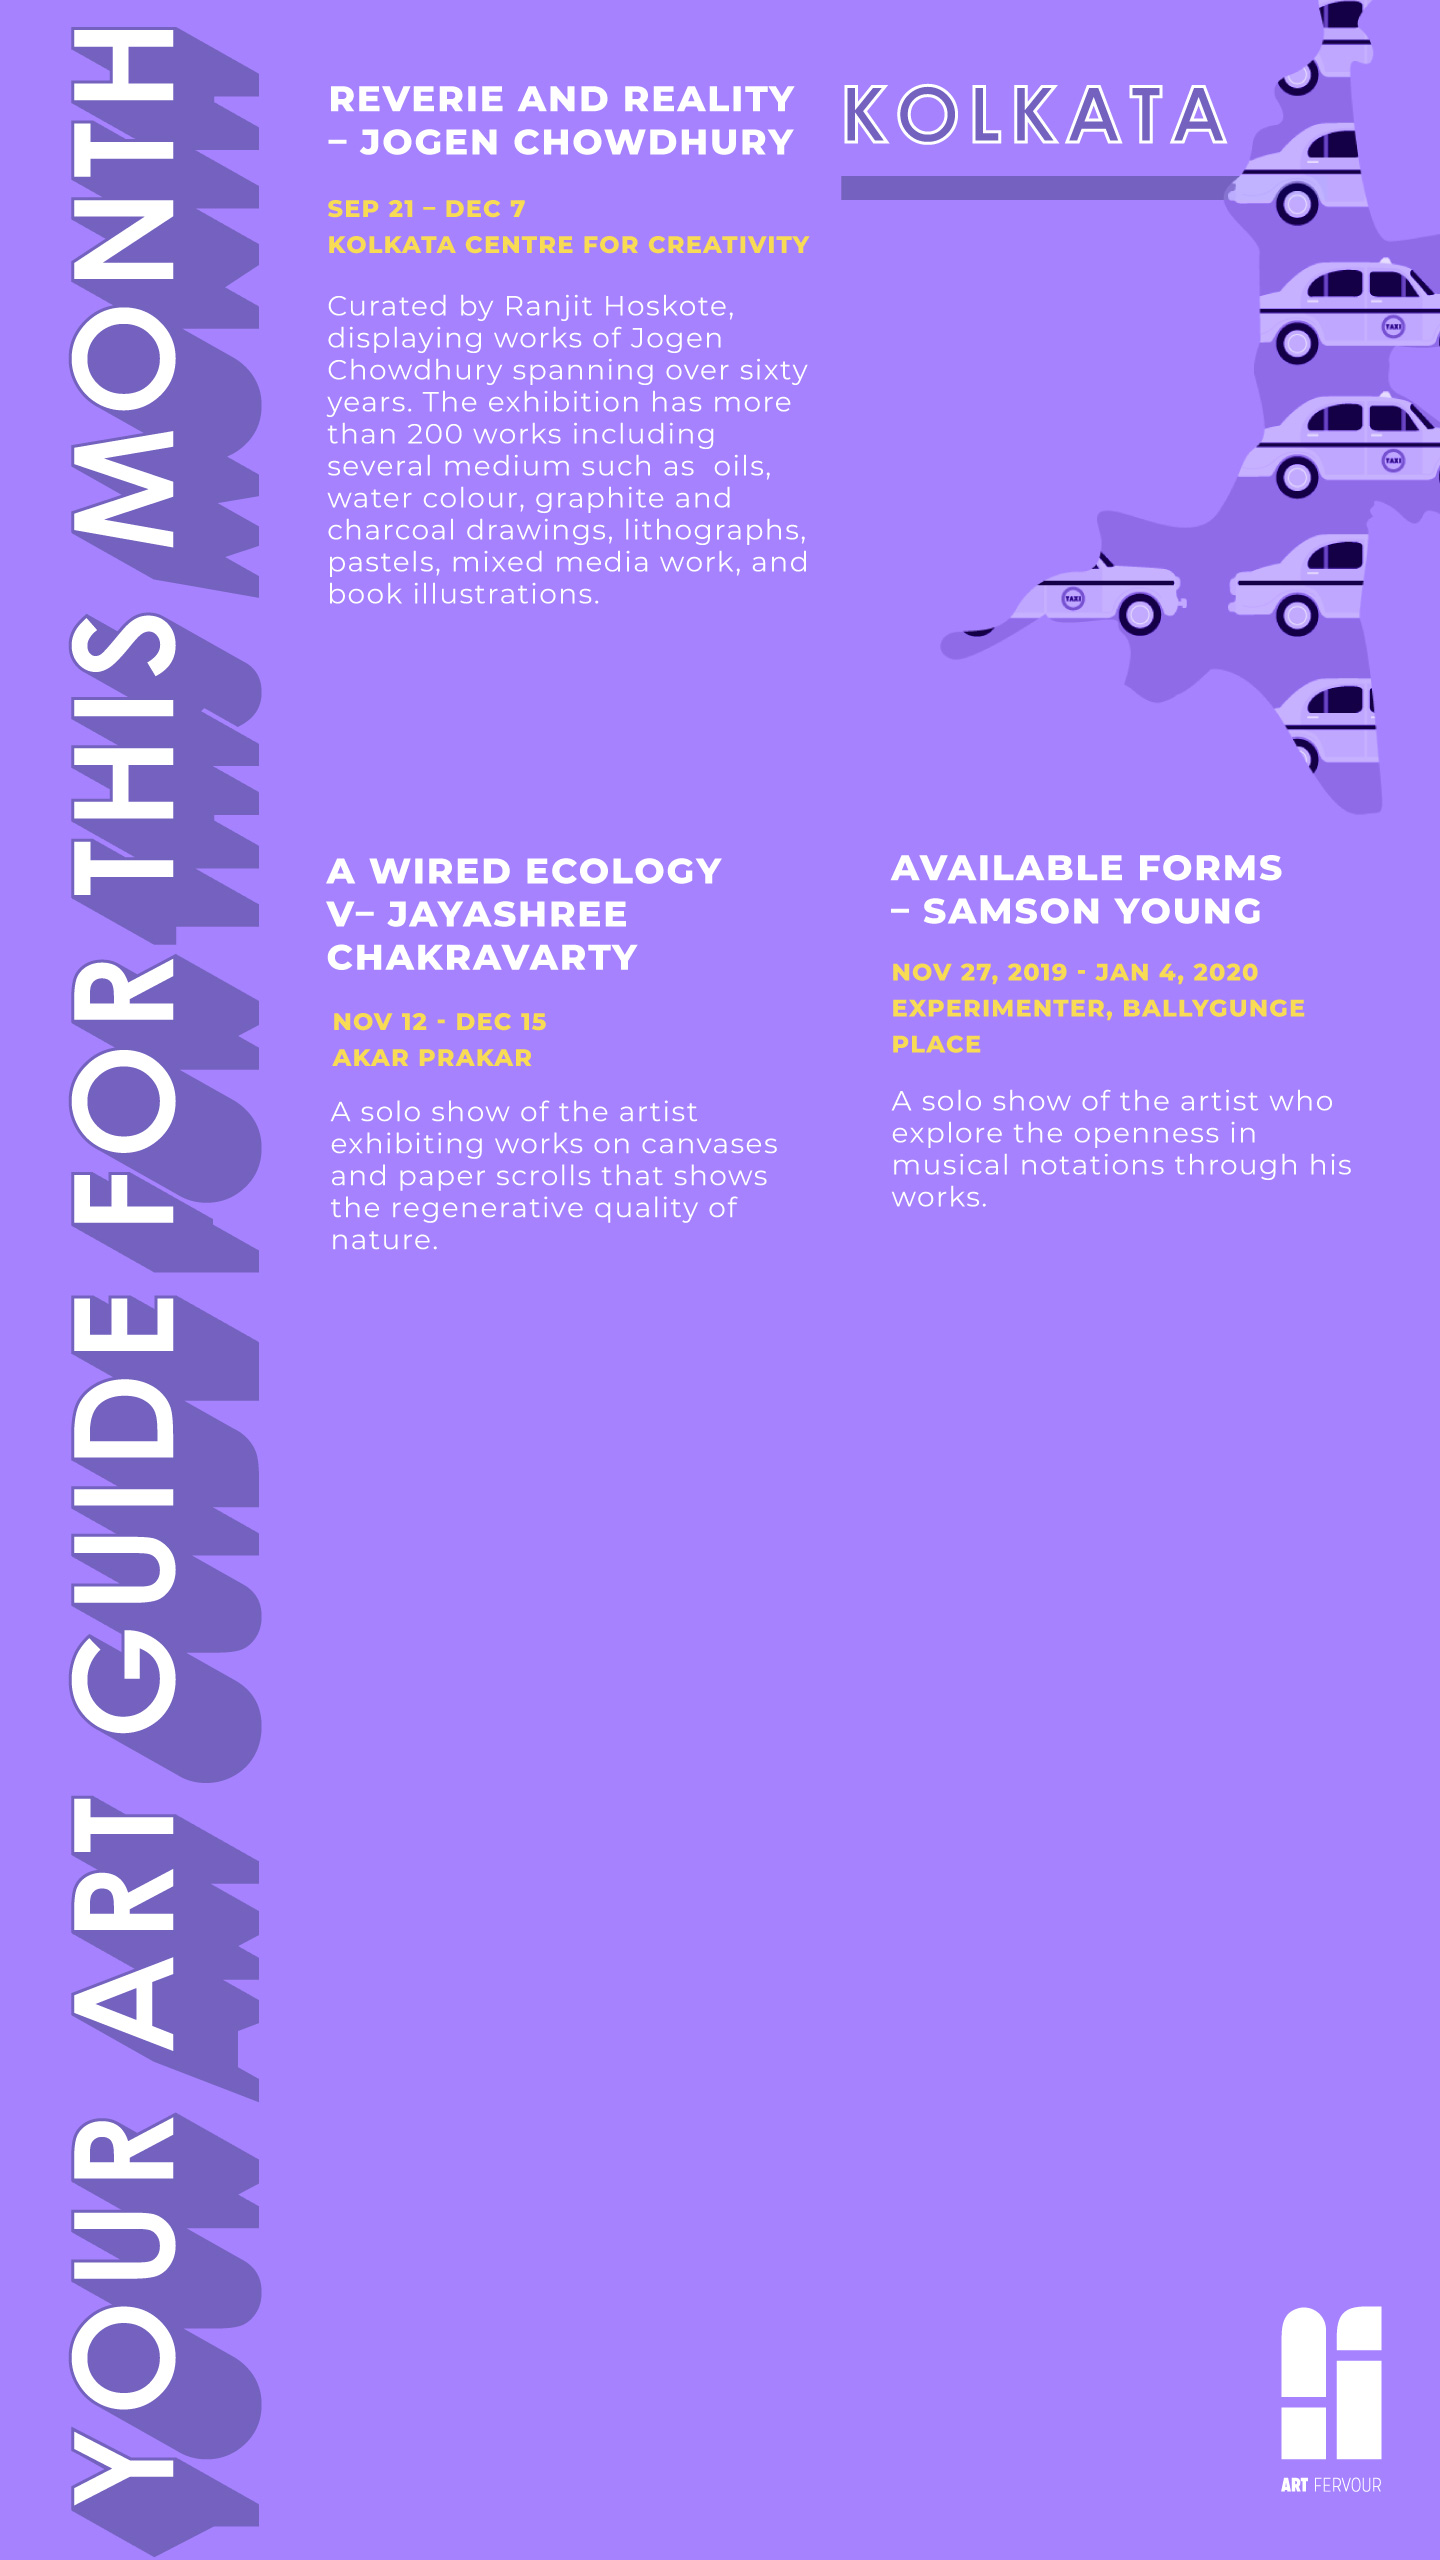 YOUR ART GUIDE FOR THIS MONTH
KOLKATA
REVERIE AND REALITY
– JOGEN CHOWDHURY
SEP 21 – DEC 7
KOLKATA CENTRE FOR CREATIVITY
Curated by Ranjit Hoskote,
displaying works of Jogen
Chowdhury spanning over sixty
years. The exhibition has more
than 200 works including
several medium such as  oils,
water colour, graphite and
charcoal drawings, lithographs,
pastels, mixed media work, and
book illustrations.
TAXI
TAXI
TAXI
A WIRED ECOLOGY
V– JAYASHREE
CHAKRAVARTY
NOV 12 - DEC 15
AKAR PRAKAR
A solo show of the artist
exhibiting works on canvases
and paper scrolls that shows
the regenerative quality of
nature.
AVAILABLE FORMS
– SAMSON YOUNG
NOV 27, 2019 - JAN 4, 2020
EXPERIMENTER, BALLYGUNGE
PLACE
A solo show of the artist who
explore the openness in
musical notations through his
works.
ART FERVOUR